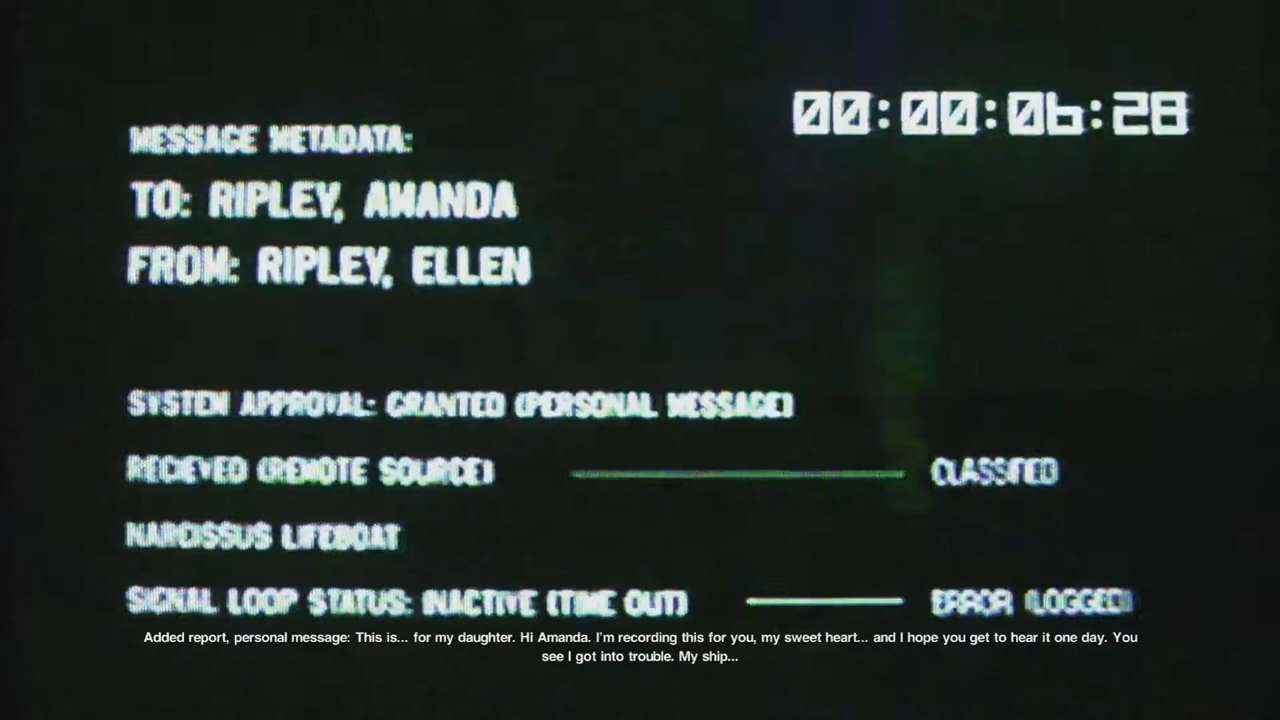 00:00:06:28
MESSAGE METADATA:
TO: RIPLEY, AMANDA
FROM: RIPLEY, ELLEN
SYSTEM APPROVAL: GRANTED (PERSONAL MESSAGE)
RECIEVED (REMOTE SOURCE) CLASSIFIED
NARCISSUS LIFEBOAT
SIGNAL LOOP STATUS: INACTIVE (TIME OUT) ERROR (LOGGED)
Added report, personal message: This is... for my daughter. Hi Amanda. I'm recording this for you, my sweet heart... and I hope you get to hear it one day. You
see I got into trouble. My ship...